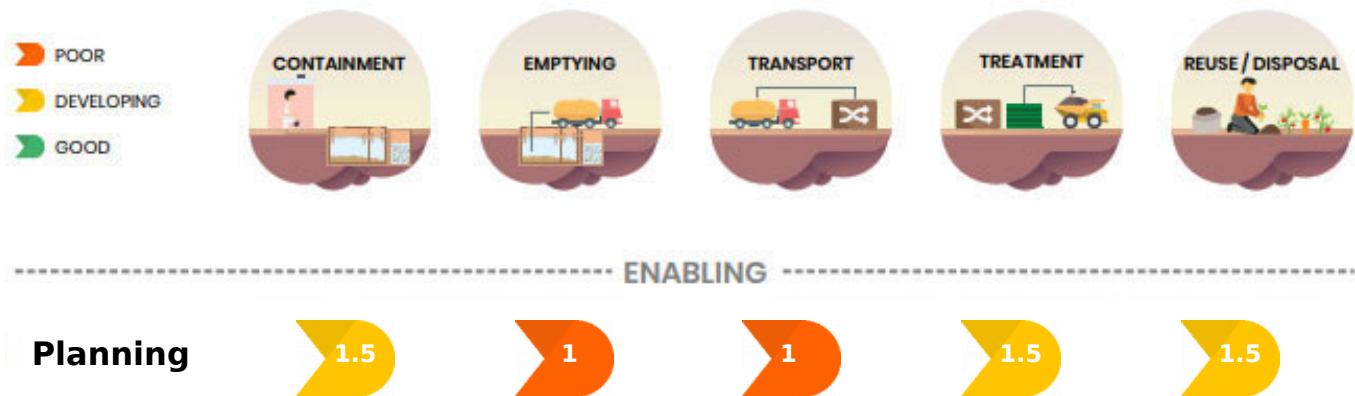 POOR
DEVELOPING
GOOD
CONTAINMENT
EMPTYING
TRANSPORT
TREATMENT
REUSE / DISPOSAL
ENABLING
Planning 1.5 1 1 1.5 1.5